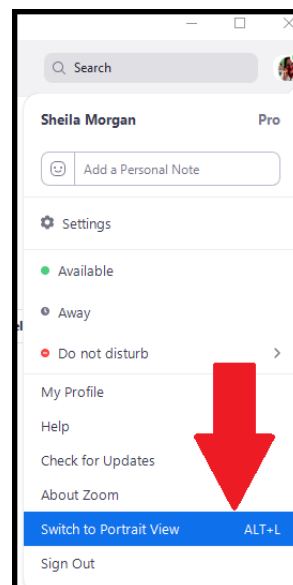 Search
Sheila Morgan Pro
Add a Personal Note
Settings
Available
Away
Do not disturb
My Profile
Help
Check for Updates
About Zoom
Switch to Portrait View ALT+L
Sign Out